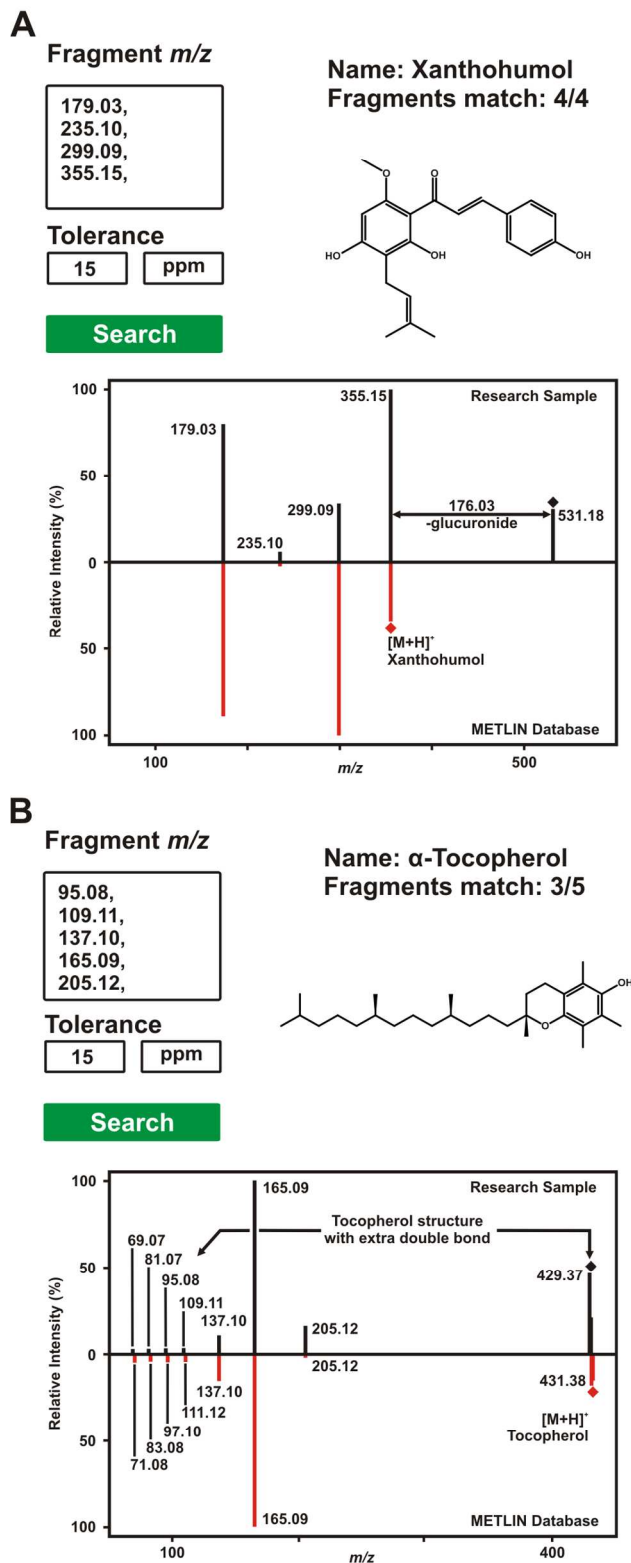 A
Fragment m/z
179.03,
235.10,
299.09,
355.15,
Tolerance
15 ppm
Search
Name: Xanthohumol
Fragments match: 4/4
O
O
HO
OH
OH
100
50
0
50
100
Relative Intensity (%)
Research Sample
355.15
179.03
299.09
235.10
176.03
-glucuronide
531.18
[M+H]+
Xanthohumol
METLIN Database
100
500
m/z
B
Fragment m/z
95.08,
109.11,
137.10,
165.09,
205.12,
Tolerance
15 ppm
Search
Name: α-Tocopherol
Fragments match: 3/5
OH
O
100
50
0
50
100
Relative Intensity (%)
Research Sample
165.09
Tocopherol structure
with extra double bond
69.07
81.07
95.08
109.11
137.10
205.12
429.37
205.12
137.10
111.12
97.10
83.08
71.08
431.38
[M+H]+
Tocopherol
165.09
METLIN Database
100
400
m/z